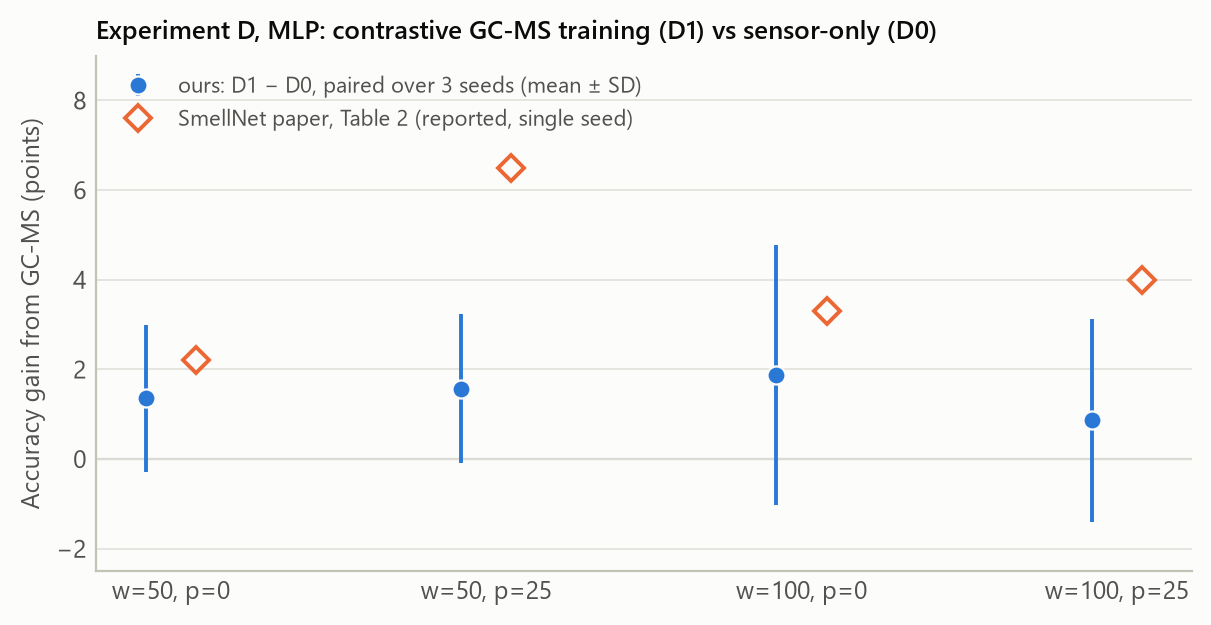 Experiment D, MLP: contrastive GC-MS training (D1) vs sensor-only (D0)
ours: D1 − D0, paired over 3 seeds (mean ± SD)
SmellNet paper, Table 2 (reported, single seed)
Accuracy gain from GC-MS (points)
8
6
4
2
0
−2
w=50, p=0
w=50, p=25
w=100, p=0
w=100, p=25